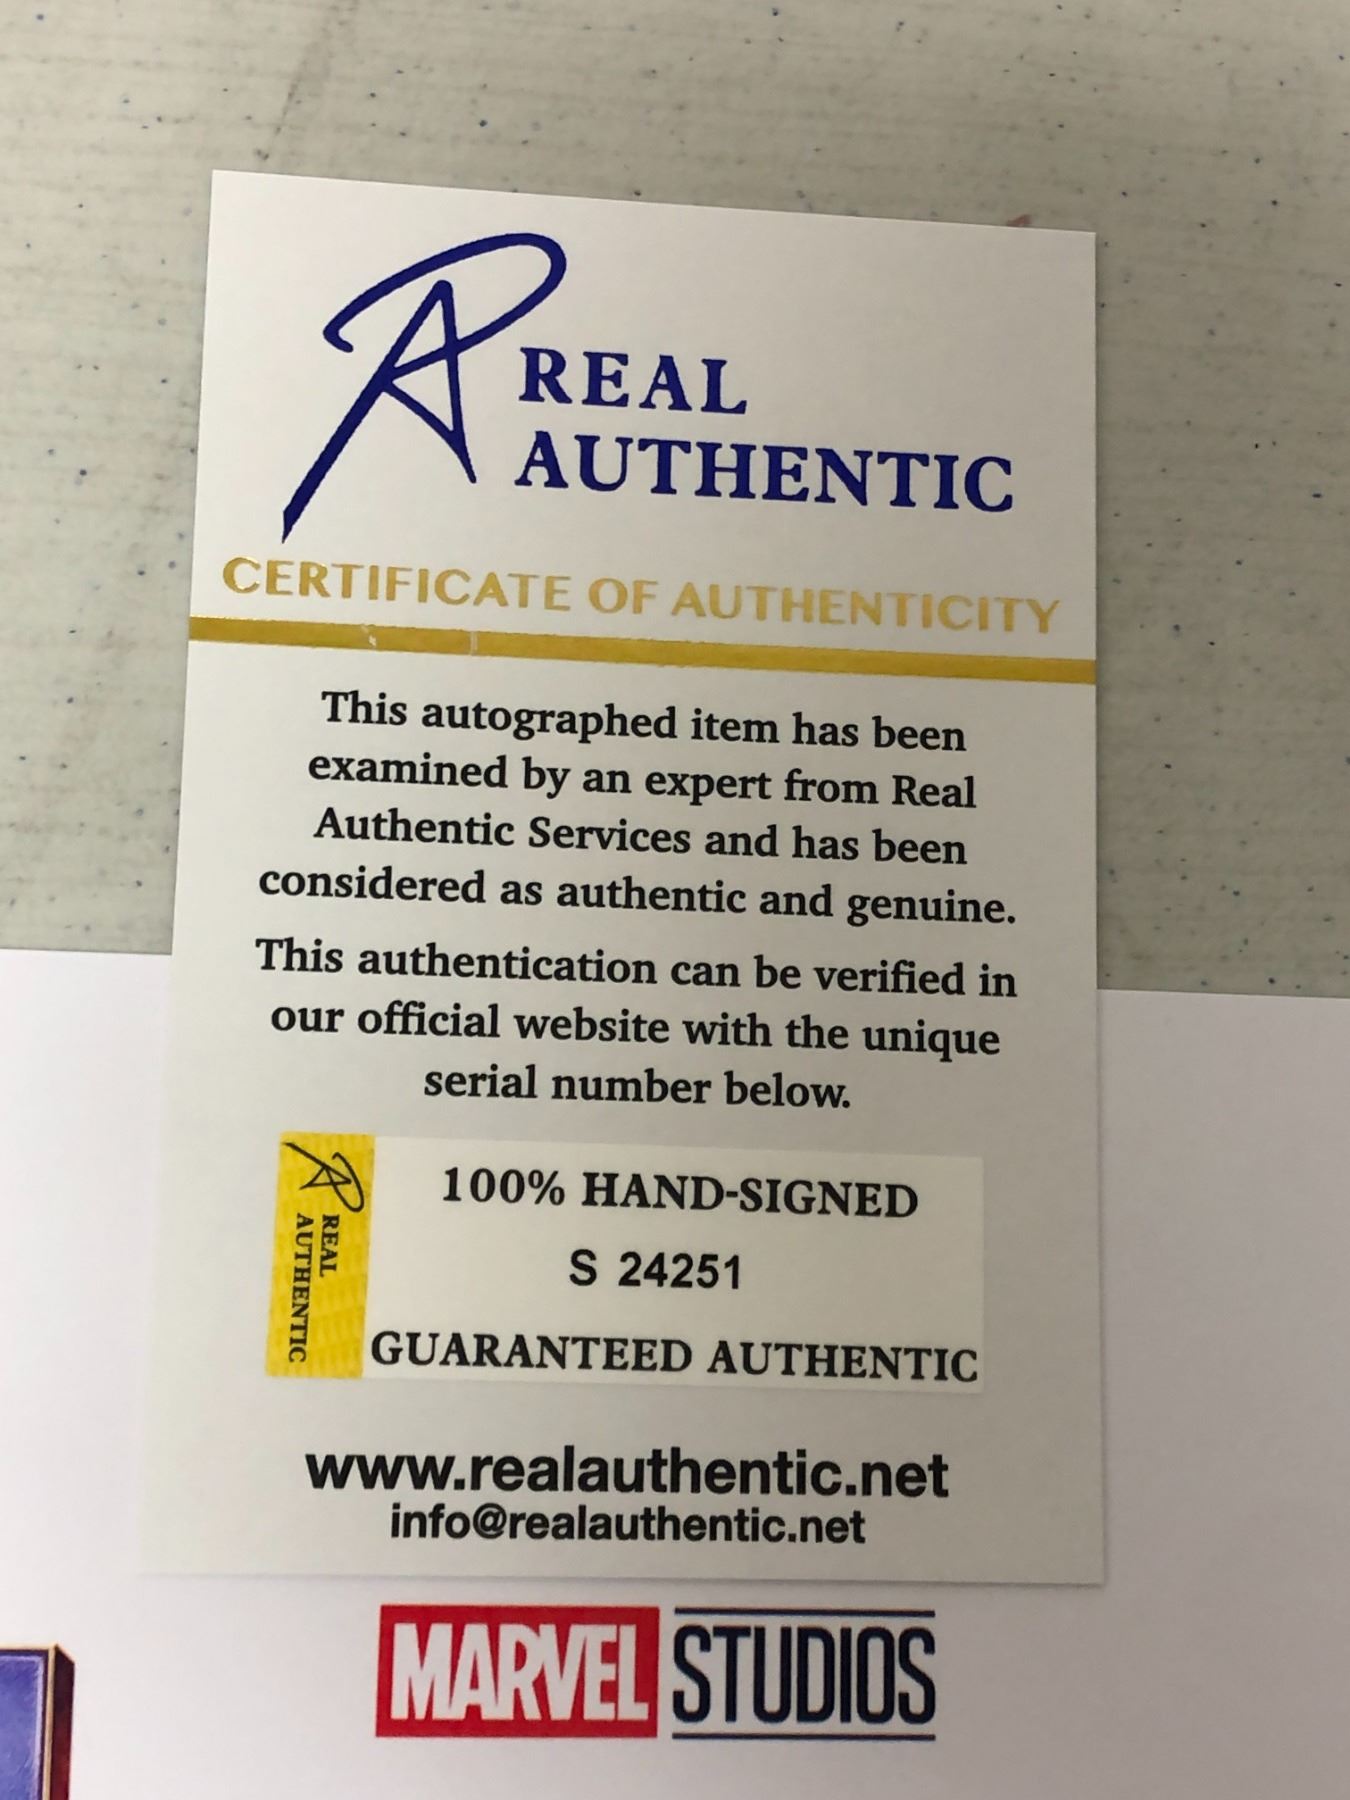 REAL
AUTHENTIC
CERTIFICATE OF AUTHENTICITY
This autographed item has been
examined by an expert from Real
Authentic Services and has been
considered as authentic and genuine.
This authentication can be verified in
our official website with the unique
serial number below.
REAL
AUTHENTIC
100% HAND-SIGNED
S 24251
GUARANTEED AUTHENTIC
www.realauthentic.net
info@realauthentic.net
MARVEL STUDIOS